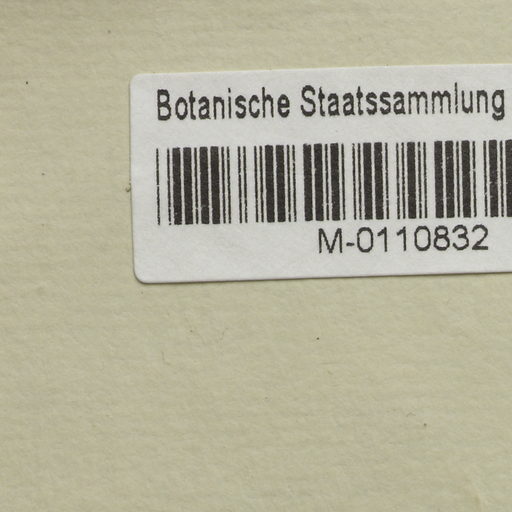 Botanische Staatssammlung
M-0110832